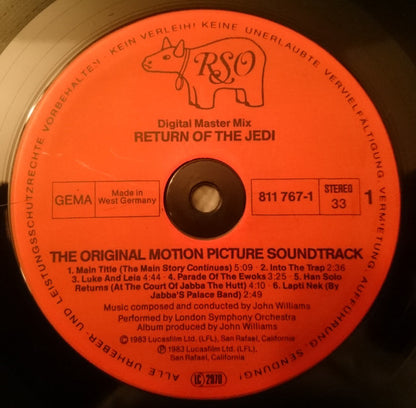 ALLE URHEBER- UND LEISTUNGSSCHUTZRECHTE VORBEHALTEN · KEIN VERLEIH! KEINE UNERLAUBTE VERVIELFÄLTIGUNG, VERMIETUNG, AUFFÜHRUNG, SENDUNG!
RSO
Digital Master Mix
RETURN OF THE JEDI
GEMA
Made in
West Germany
811 767-1
STEREO
33
1
THE ORIGINAL MOTION PICTURE SOUNDTRACK
1. Main Title (The Main Story Continues) 5:09 - 2. Into The Trap 2:36
3. Luke And Leia 4:44 - 4. Parade Of The Ewoks 3:25 - 5. Han Solo
Returns (At The Court Of Jabba The Hutt) 4:10 - 6. Lapti Nek (By
Jabba'S Palace Band) 2:49
Music composed and conducted by John Williams
Performed by London Symphony Orchestra
Album produced by John Williams
℗ 1983 Lucasfilm Ltd. (LFL),
San Rafael, California
© 1983 Lucasfilm Ltd. (LFL),
San Rafael, California
LC 2970